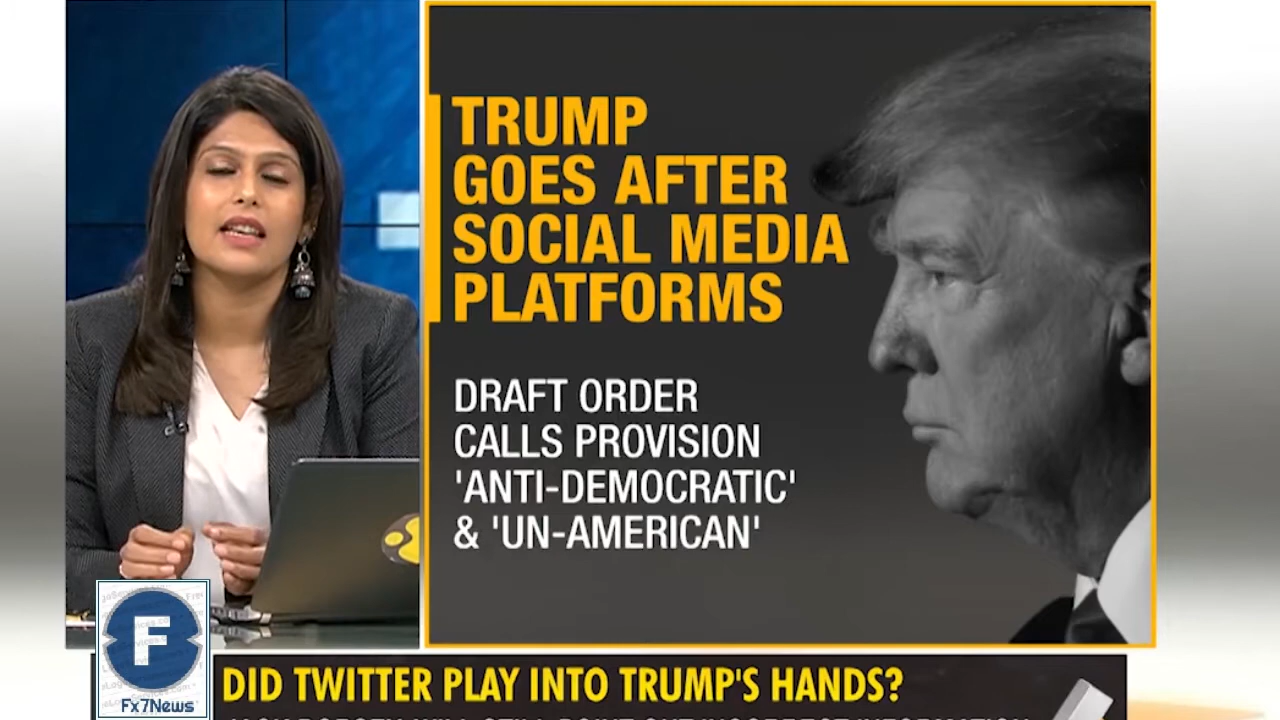 TRUMP
GOES AFTER
SOCIAL MEDIA
PLATFORMS
DRAFT ORDER
CALLS PROVISION
'ANTI-DEMOCRATIC'
& 'UN-AMERICAN'
F
Fx7News
DID TWITTER PLAY INTO TRUMP'S HANDS?